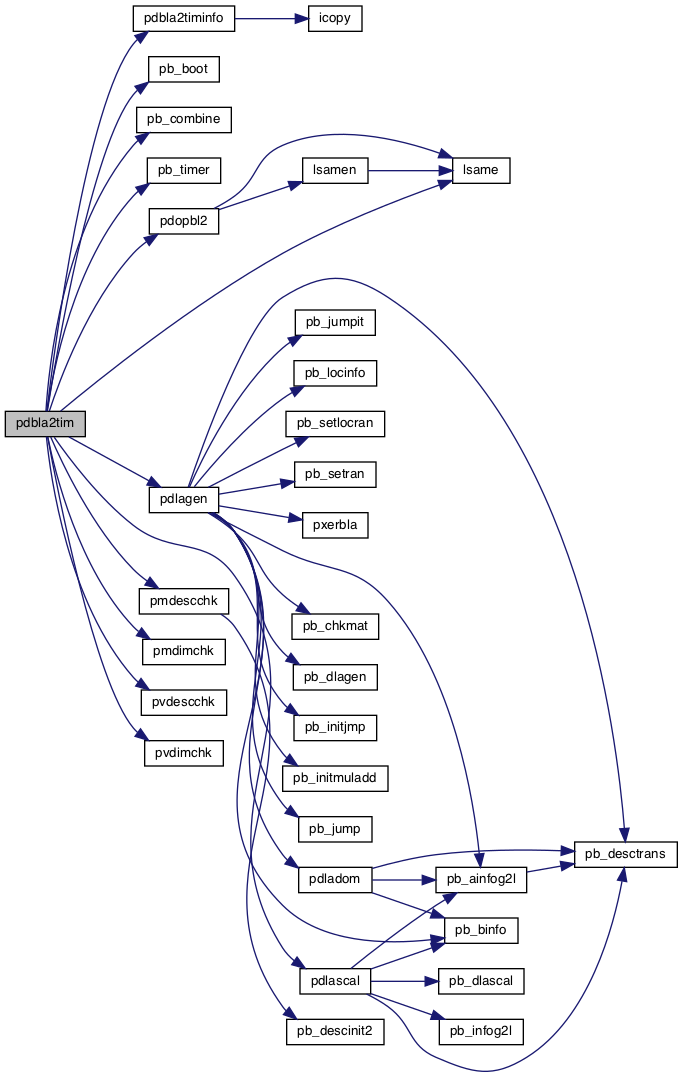 pdbla2timinfo
icopy
pb_boot
pb_combine
pb_timer
lsamen
lsame
pdopbl2
pb_jumpit
pb_locinfo
pdbla2tim
pb_setlocran
pb_setran
pdlagen
pxerbla
pmdescchk
pb_chkmat
pmdimchk
pb_dlagen
pvdescchk
pb_initjmp
pvdimchk
pb_initmuladd
pb_jump
pb_desctrans
pdladom
pb_ainfog2l
pb_binfo
pdlascal
pb_dlascal
pb_descinit2
pb_infog2l